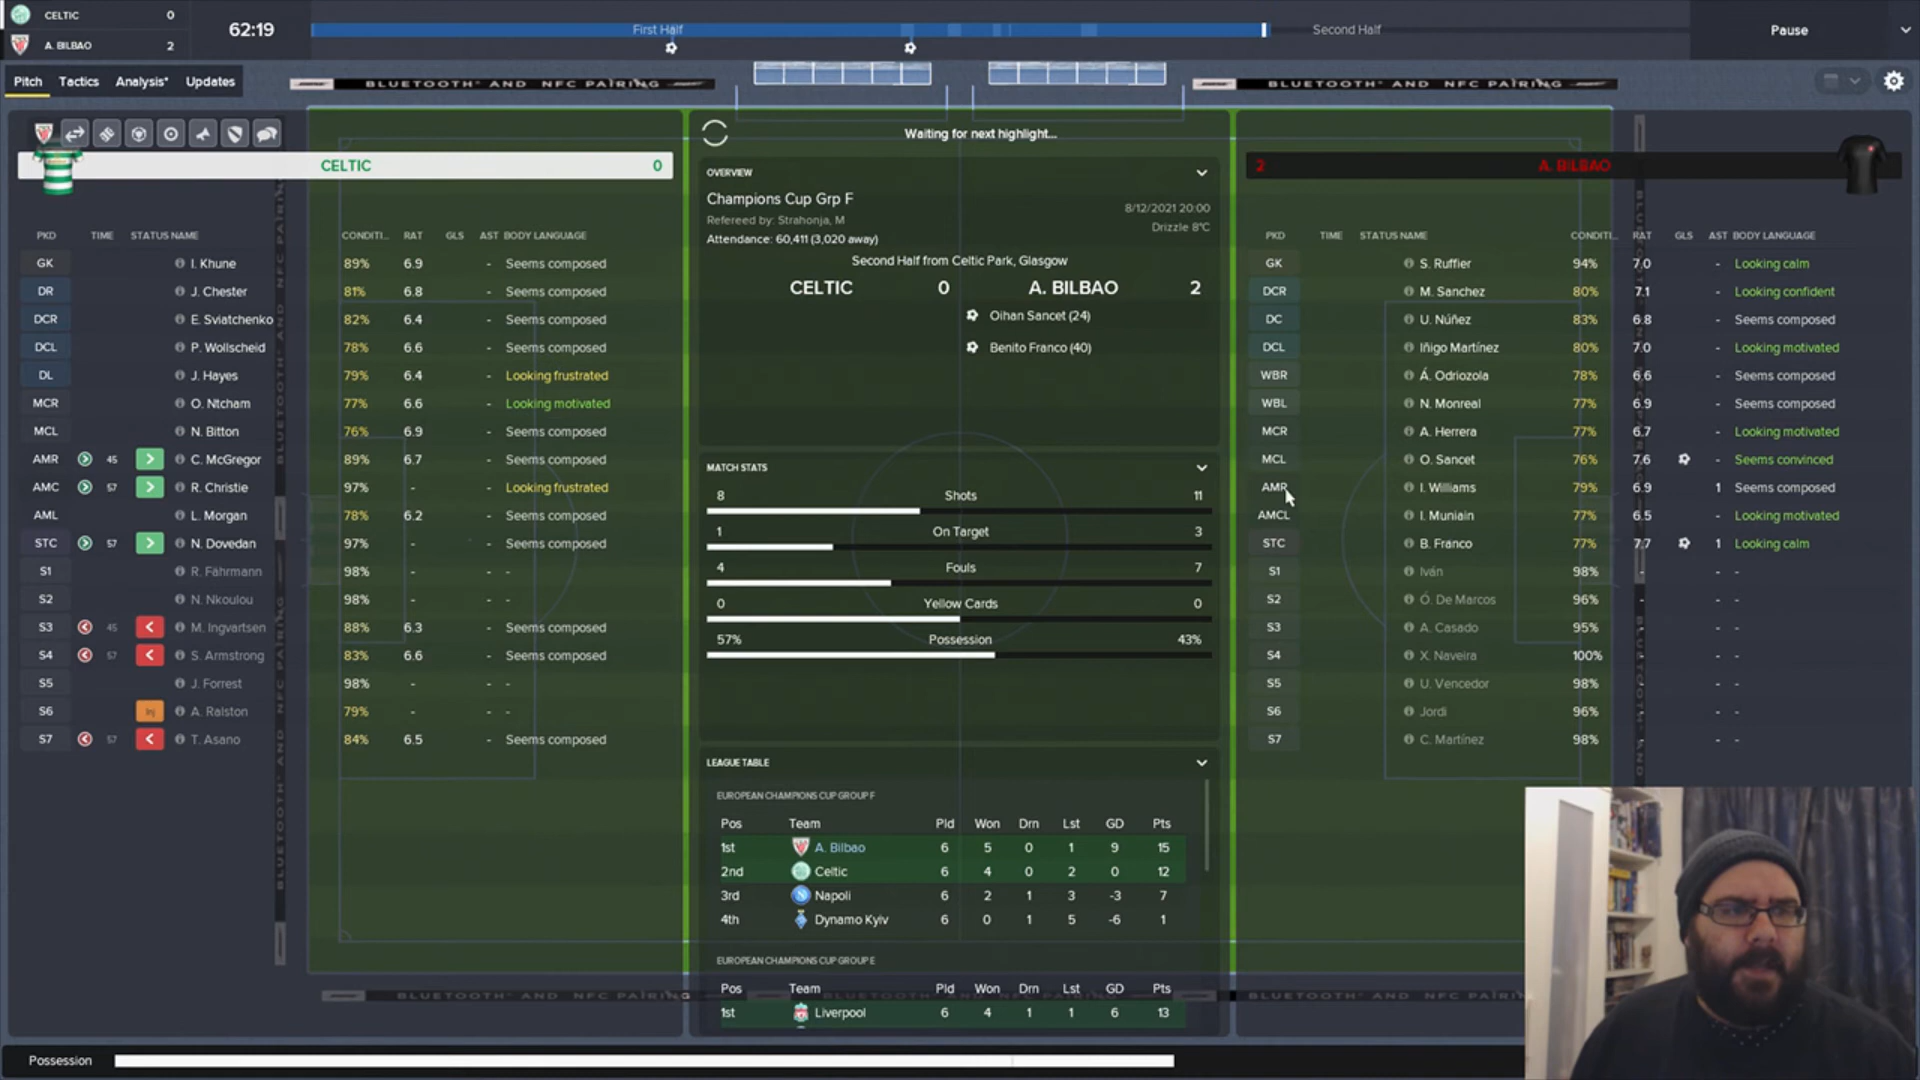 CELTIC 0
A. BILBAO 2
62:19
First Half
Second Half
Pause
Pitch Tactics Analysis* Updates
BLUETOOTH® AND NFC PAIRING
BLUETOOTH® AND NFC PAIRING
CELTIC 0
PKD TIME STATUS NAME CONDITI... RAT GLS AST BODY LANGUAGE
GK I. Khune 89% 6.9 - Seems composed
DR J. Chester 81% 6.8 - Seems composed
DCR E. Sviatchenko 82% 6.4 - Seems composed
DCL P. Wollscheid 78% 6.6 - Seems composed
DL J. Hayes 79% 6.4 - Looking frustrated
MCR O. Ntcham 77% 6.6 - Looking motivated
MCL N. Bitton 76% 6.9 - Seems composed
AMR 45 C. McGregor 89% 6.7 - Seems composed
AMC 57 R. Christie 97% - - Looking frustrated
AML L. Morgan 78% 6.2 - Seems composed
STC 57 N. Dovedan 97% - - Seems composed
S1 R. Fährmann 98% - - -
S2 N. Nkoulou 98% - - -
S3 45 M. Ingvartsen 88% 6.3 - Seems composed
S4 57 S. Armstrong 83% 6.6 - Seems composed
S5 J. Forrest 98% - - -
S6 Inj A. Ralston 79% - - -
S7 57 T. Asano 84% 6.5 - Seems composed
Waiting for next highlight...
OVERVIEW
Champions Cup Grp F
8/12/2021 20:00
Refereed by: Strahonja, M
Drizzle 8°C
Attendance: 60,411 (3,020 away)
Second Half from Celtic Park, Glasgow
CELTIC 0 A. BILBAO 2
Oihan Sancet (24)
Benito Franco (40)
MATCH STATS
8 Shots 11
1 On Target 3
4 Fouls 7
0 Yellow Cards 0
57% Possession 43%
LEAGUE TABLE
EUROPEAN CHAMPIONS CUP GROUP F
Pos Team Pld Won Drn Lst GD Pts
1st A. Bilbao 6 5 0 1 9 15
2nd Celtic 6 4 0 2 0 12
3rd Napoli 6 2 1 3 -3 7
4th Dynamo Kyiv 6 0 1 5 -6 1
EUROPEAN CHAMPIONS CUP GROUP E
Pos Team Pld Won Drn Lst GD Pts
1st Liverpool 6 4 1 1 6 13
2 A. BILBAO
PKD TIME STATUS NAME CONDITI... RAT GLS AST BODY LANGUAGE
GK S. Ruffier 94% 7.0 - Looking calm
DCR M. Sanchez 80% 7.1 - Looking confident
DC U. Núñez 83% 6.8 - Seems composed
DCL Iñigo Martínez 80% 7.0 - Looking motivated
WBR Á. Odriozola 78% 6.6 - Seems composed
WBL N. Monreal 77% 6.9 - Seems composed
MCR A. Herrera 77% 6.7 - Looking motivated
MCL O. Sancet 76% 7.6 - Seems convinced
AMR I. Williams 79% 6.9 1 Seems composed
AMCL I. Muniain 77% 6.5 - Looking motivated
STC B. Franco 77% 7.7 1 Looking calm
S1 Iván 98% - - -
S2 Ó. De Marcos 96% - - -
S3 A. Casado 95% - - -
S4 X. Naveira 100% - - -
S5 U. Vencedor 98% - - -
S6 Jordi 96% - - -
S7 C. Martínez 98% - - -
BLUETOOTH® AND NFC PAIRING
BLUETOOTH® AND NFC PAIRING
Possession